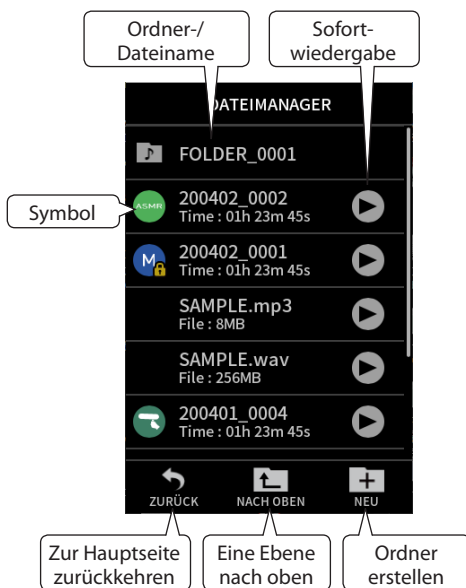 Ordner-/
Dateiname
Sofort-
wiedergabe
DATEIMANAGER
FOLDER_0001
Symbol
ASMR
200402_0002
Time : 01h 23m 45s
M
200402_0001
Time : 01h 23m 45s
SAMPLE.mp3
File : 8MB
SAMPLE.wav
File : 256MB
200401_0004
Time : 01h 23m 45s
ZURÜCK
NACH OBEN
NEU
Zur Hauptseite
zurückkehren
Eine Ebene
nach oben
Ordner
erstellen